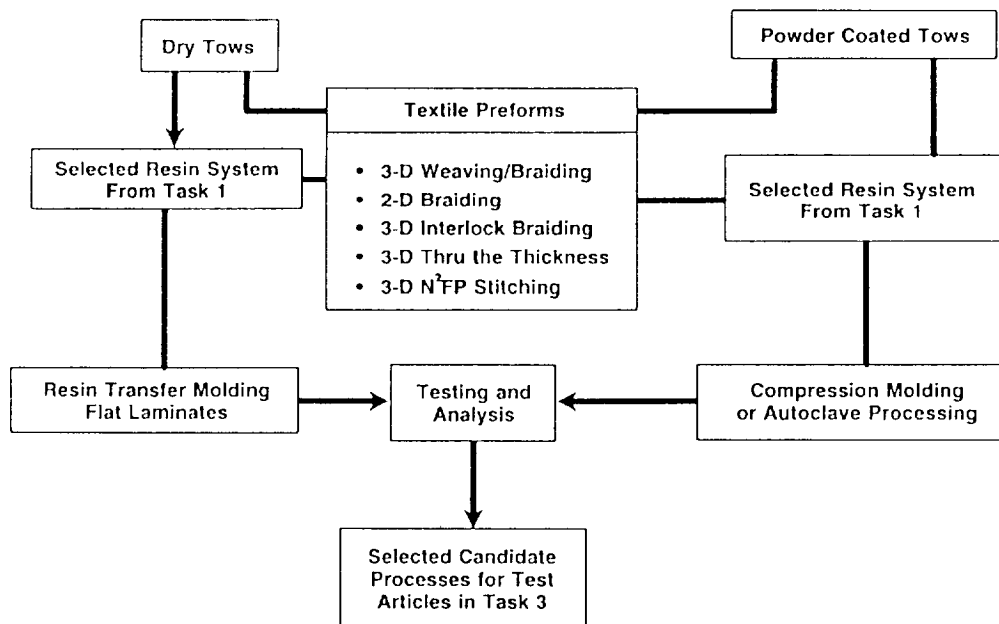 Dry Tows
Powder Coated Tows
Textile Preforms
• 3-D Weaving/Braiding
• 2-D Braiding
• 3-D Interlock Braiding
• 3-D Thru the Thickness
• 3-D N²FP Stitching
Selected Resin System
From Task 1
Selected Resin System
From Task 1
Resin Transfer Molding
Flat Laminates
Testing and
Analysis
Compression Molding
or Autoclave Processing
Selected Candidate
Processes for Test
Articles in Task 3